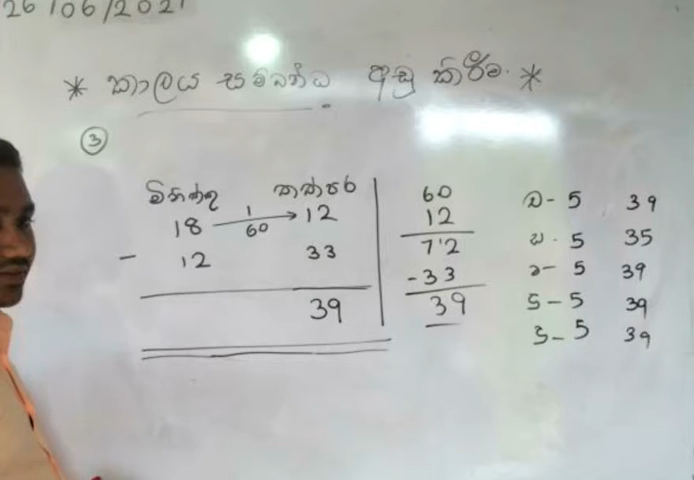 26/06/2021
* කාලය සම්බන්ධ අඩු කිරීම. *
3
මිනිත්තු තත්පර
18 1 60 12
- 12 33
39
60
12
72
-33
39
ධ - 5 39
ස . 5 35
- 5 39
- 5 39
- 5 39